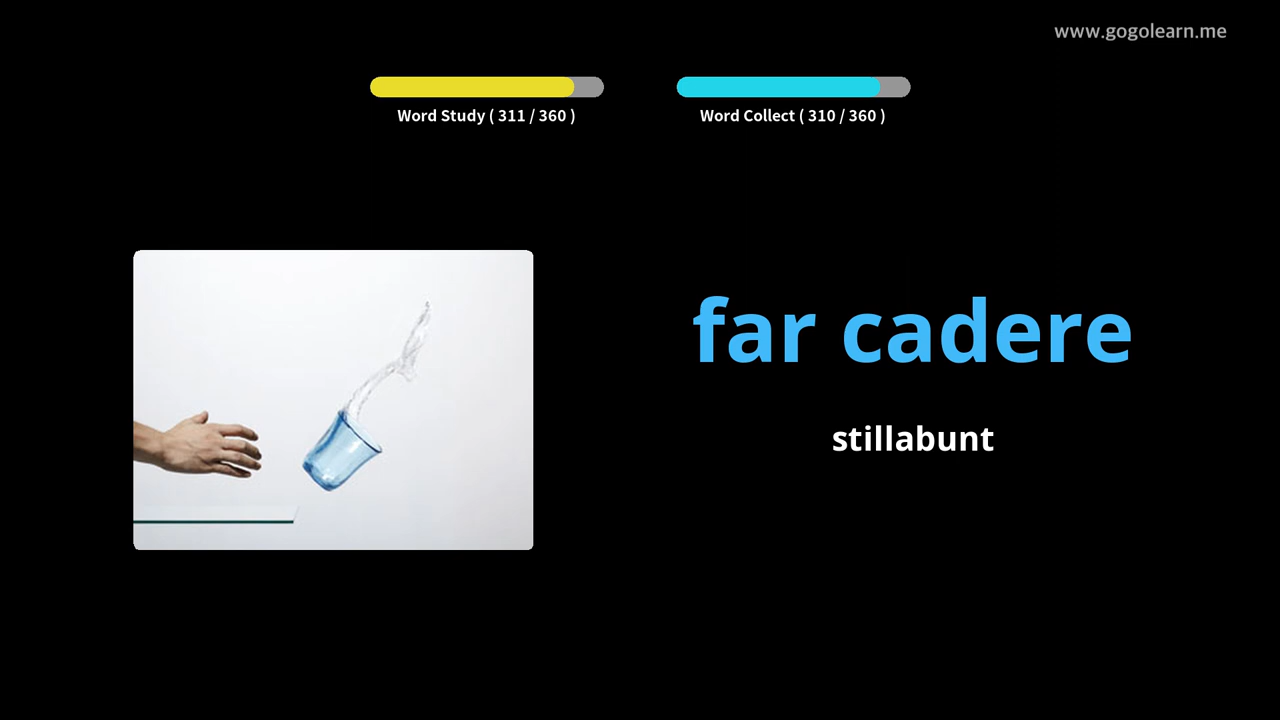 www.gogolearn.me
Word Study ( 311 / 360 )
Word Collect ( 310 / 360 )
far cadere
stillabunt